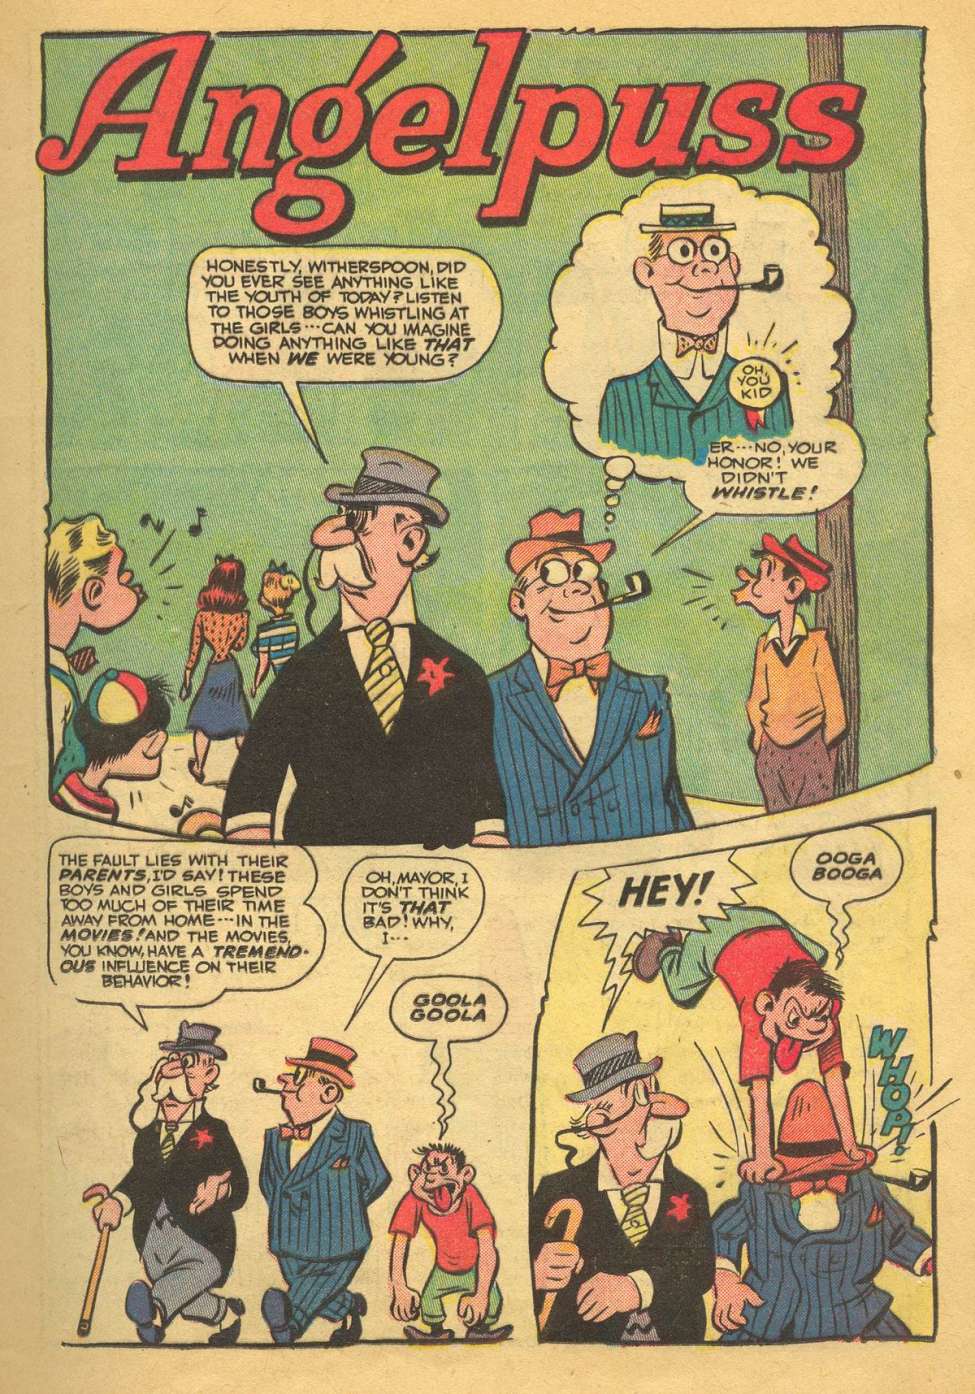 Angelpuss
HONESTLY, WITHERSPOON, DID
YOU EVER SEE ANYTHING LIKE
THE YOUTH OF TODAY? LISTEN
TO THOSE BOYS WHISTLING AT
THE GIRLS---CAN YOU IMAGINE
DOING ANYTHING LIKE THAT
WHEN WE WERE YOUNG?
OH,
YOU
KID
ER---NO, YOUR
HONOR! WE
DIDN'T
WHISTLE!
THE FAULT LIES WITH THEIR
PARENTS, I'D SAY! THESE
BOYS AND GIRLS SPEND
TOO MUCH OF THEIR TIME
AWAY FROM HOME---IN THE
MOVIES! AND THE MOVIES,
YOU KNOW, HAVE A TREMEND-
OUS INFLUENCE ON THEIR
BEHAVIOR!
OH, MAYOR, I
DON'T THINK
IT'S THAT
BAD! WHY,
I---
GOOLA
GOOLA
HEY!
OOGA
BOOGA
WHOP!